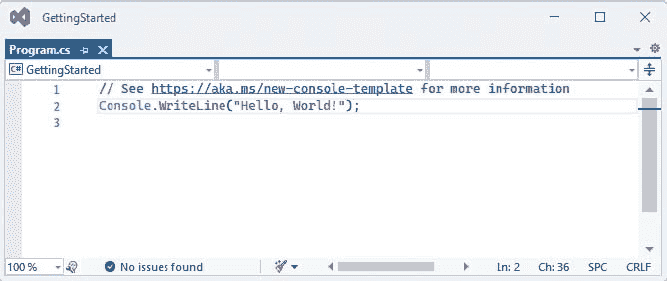 GettingStarted
Program.cs
C# GettingStarted
1 // See https://aka.ms/new-console-template for more information
2 Console.WriteLine("Hello, World!");
3
100 % No issues found Ln: 2 Ch: 36 SPC CRLF